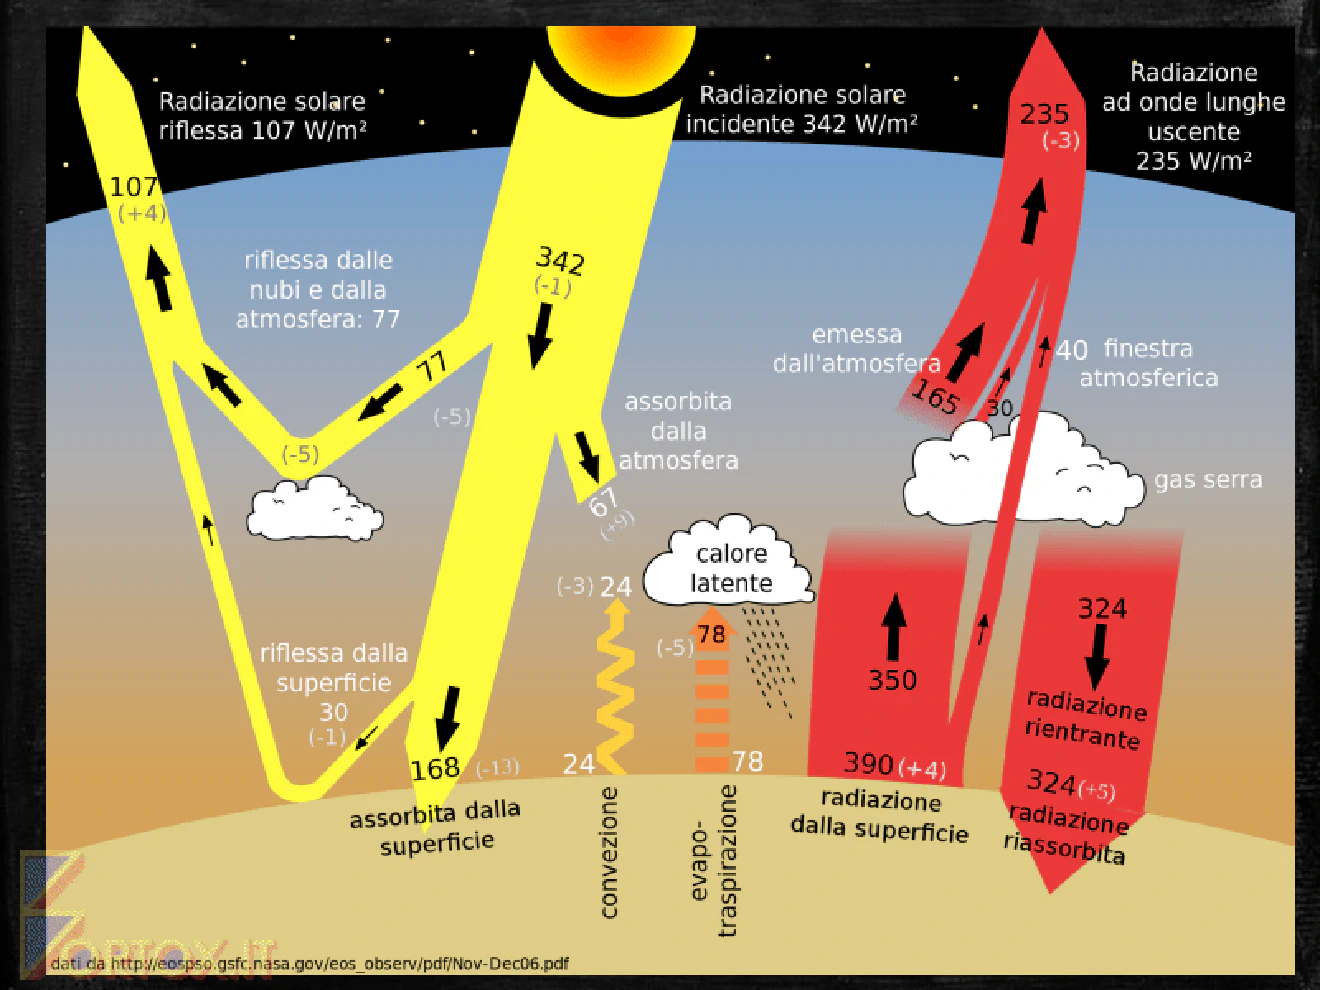 Radiazione solare
riflessa 107 W/m²
Radiazione solare
incidente 342 W/m²
Radiazione
ad onde lunghe
uscente
235 W/m²
235
(-3)
107
(+4)
riflessa dalle
nubi e dalla
atmosfera: 77
342
(-1)
77
(-5)
(-5)
emessa
dall'atmosfera
165
30
40
finestra
atmosferica
assorbita
dalla
atmosfera
67
(+9)
gas serra
calore
latente
(-3) 24
78
(-5)
324
350
radiazione
rientrante
riflessa dalla
superficie
30
(-1)
168 (-13)
24
78
390 (+4)
324 (+5)
assorbita dalla
superficie
convezione
evapo-
traspirazione
radiazione
dalla superficie
radiazione
riassorbita
ORTOX.IT
dati da http://eospso.gsfc.nasa.gov/eos_observ/pdf/Nov-Dec06.pdf